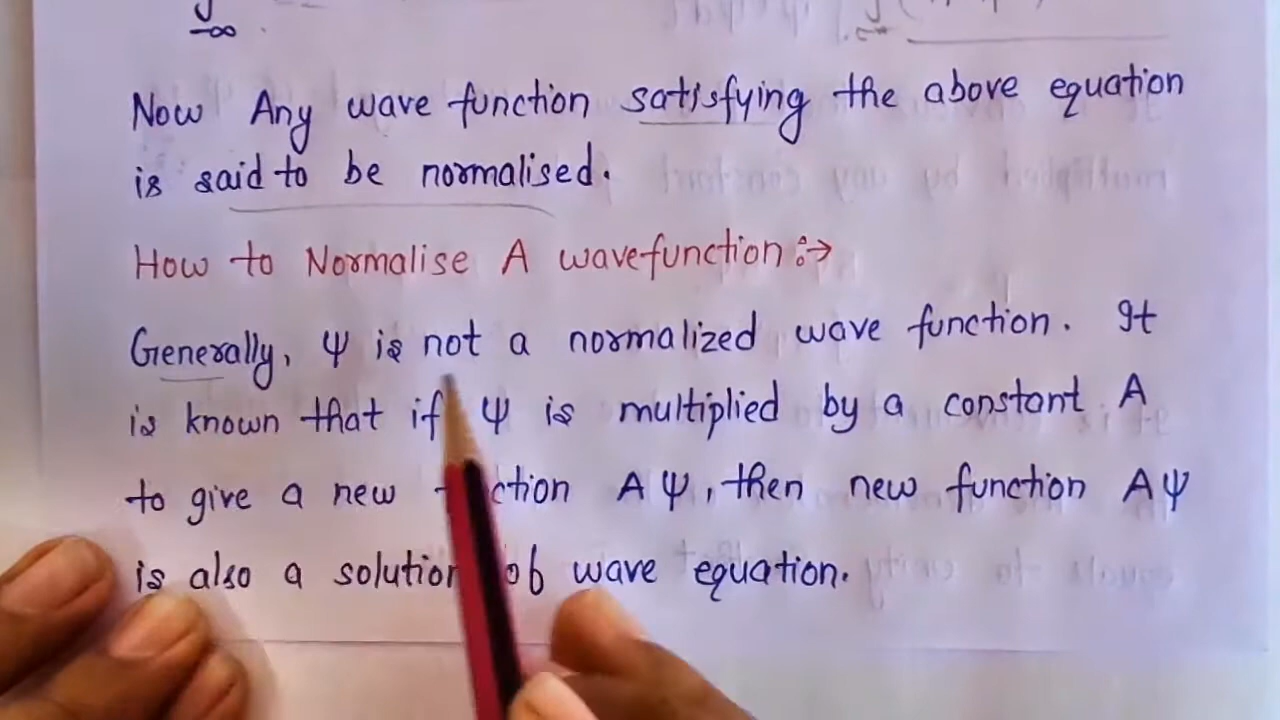 -∞
Now Any wave function satisfying the above equation
is said to be normalised.
How to Normalise A wavefunction:→
Generally, ψ is not a normalized wave function. It
is known that if ψ is multiplied by a constant A
to give a new ction A ψ, then new function A ψ
is also a solution of wave equation.